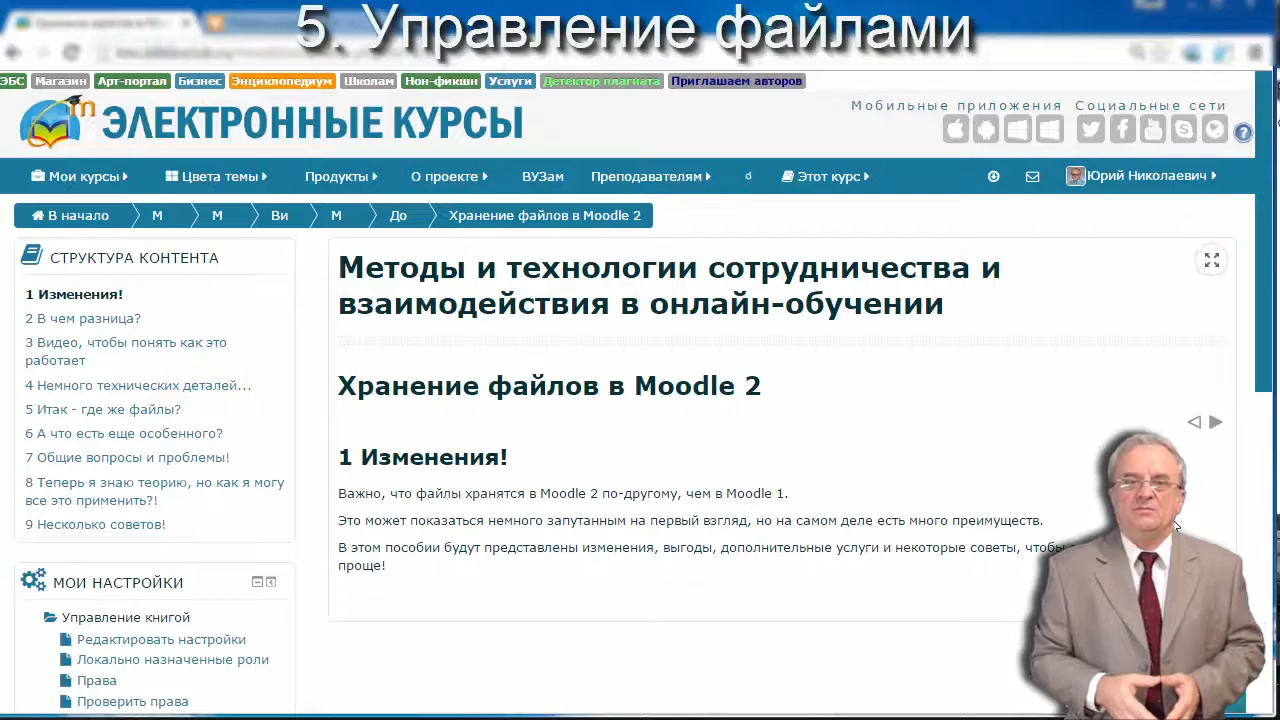 5. Управление файлами
ЭБС Магазин Арт-портал Бизнес Энциклопедиум Школам Нон-фикшн Услуги Детектор плагиата Приглашаем авторов
ЭЛЕКТРОННЫЕ КУРСЫ
Мобильные приложения Социальные сети
Мои курсы Цвета темы Продукты О проекте ВУЗам Преподавателям Этот курс Юрий Николаевич
В начало М М Ви М До Хранение файлов в Moodle 2
СТРУКТУРА КОНТЕНТА
1 Изменения!
2 В чем разница?
3 Видео, чтобы понять как это
работает
4 Немного технических деталей...
5 Итак - где же файлы?
6 А что есть еще особенного?
7 Общие вопросы и проблемы!
8 Теперь я знаю теорию, но как я могу
все это применить?!
9 Несколько советов!
МОИ НАСТРОЙКИ
Управление книгой
Редактировать настройки
Локально назначенные роли
Права
Проверить права
Методы и технологии сотрудничества и
взаимодействия в онлайн-обучении
Хранение файлов в Moodle 2
1 Изменения!
Важно, что файлы хранятся в Moodle 2 по-другому, чем в Moodle 1.
Это может показаться немного запутанным на первый взгляд, но на самом деле есть много преимуществ.
В этом пособии будут представлены изменения, выгоды, дополнительные услуги и некоторые советы, чтобы
проще!